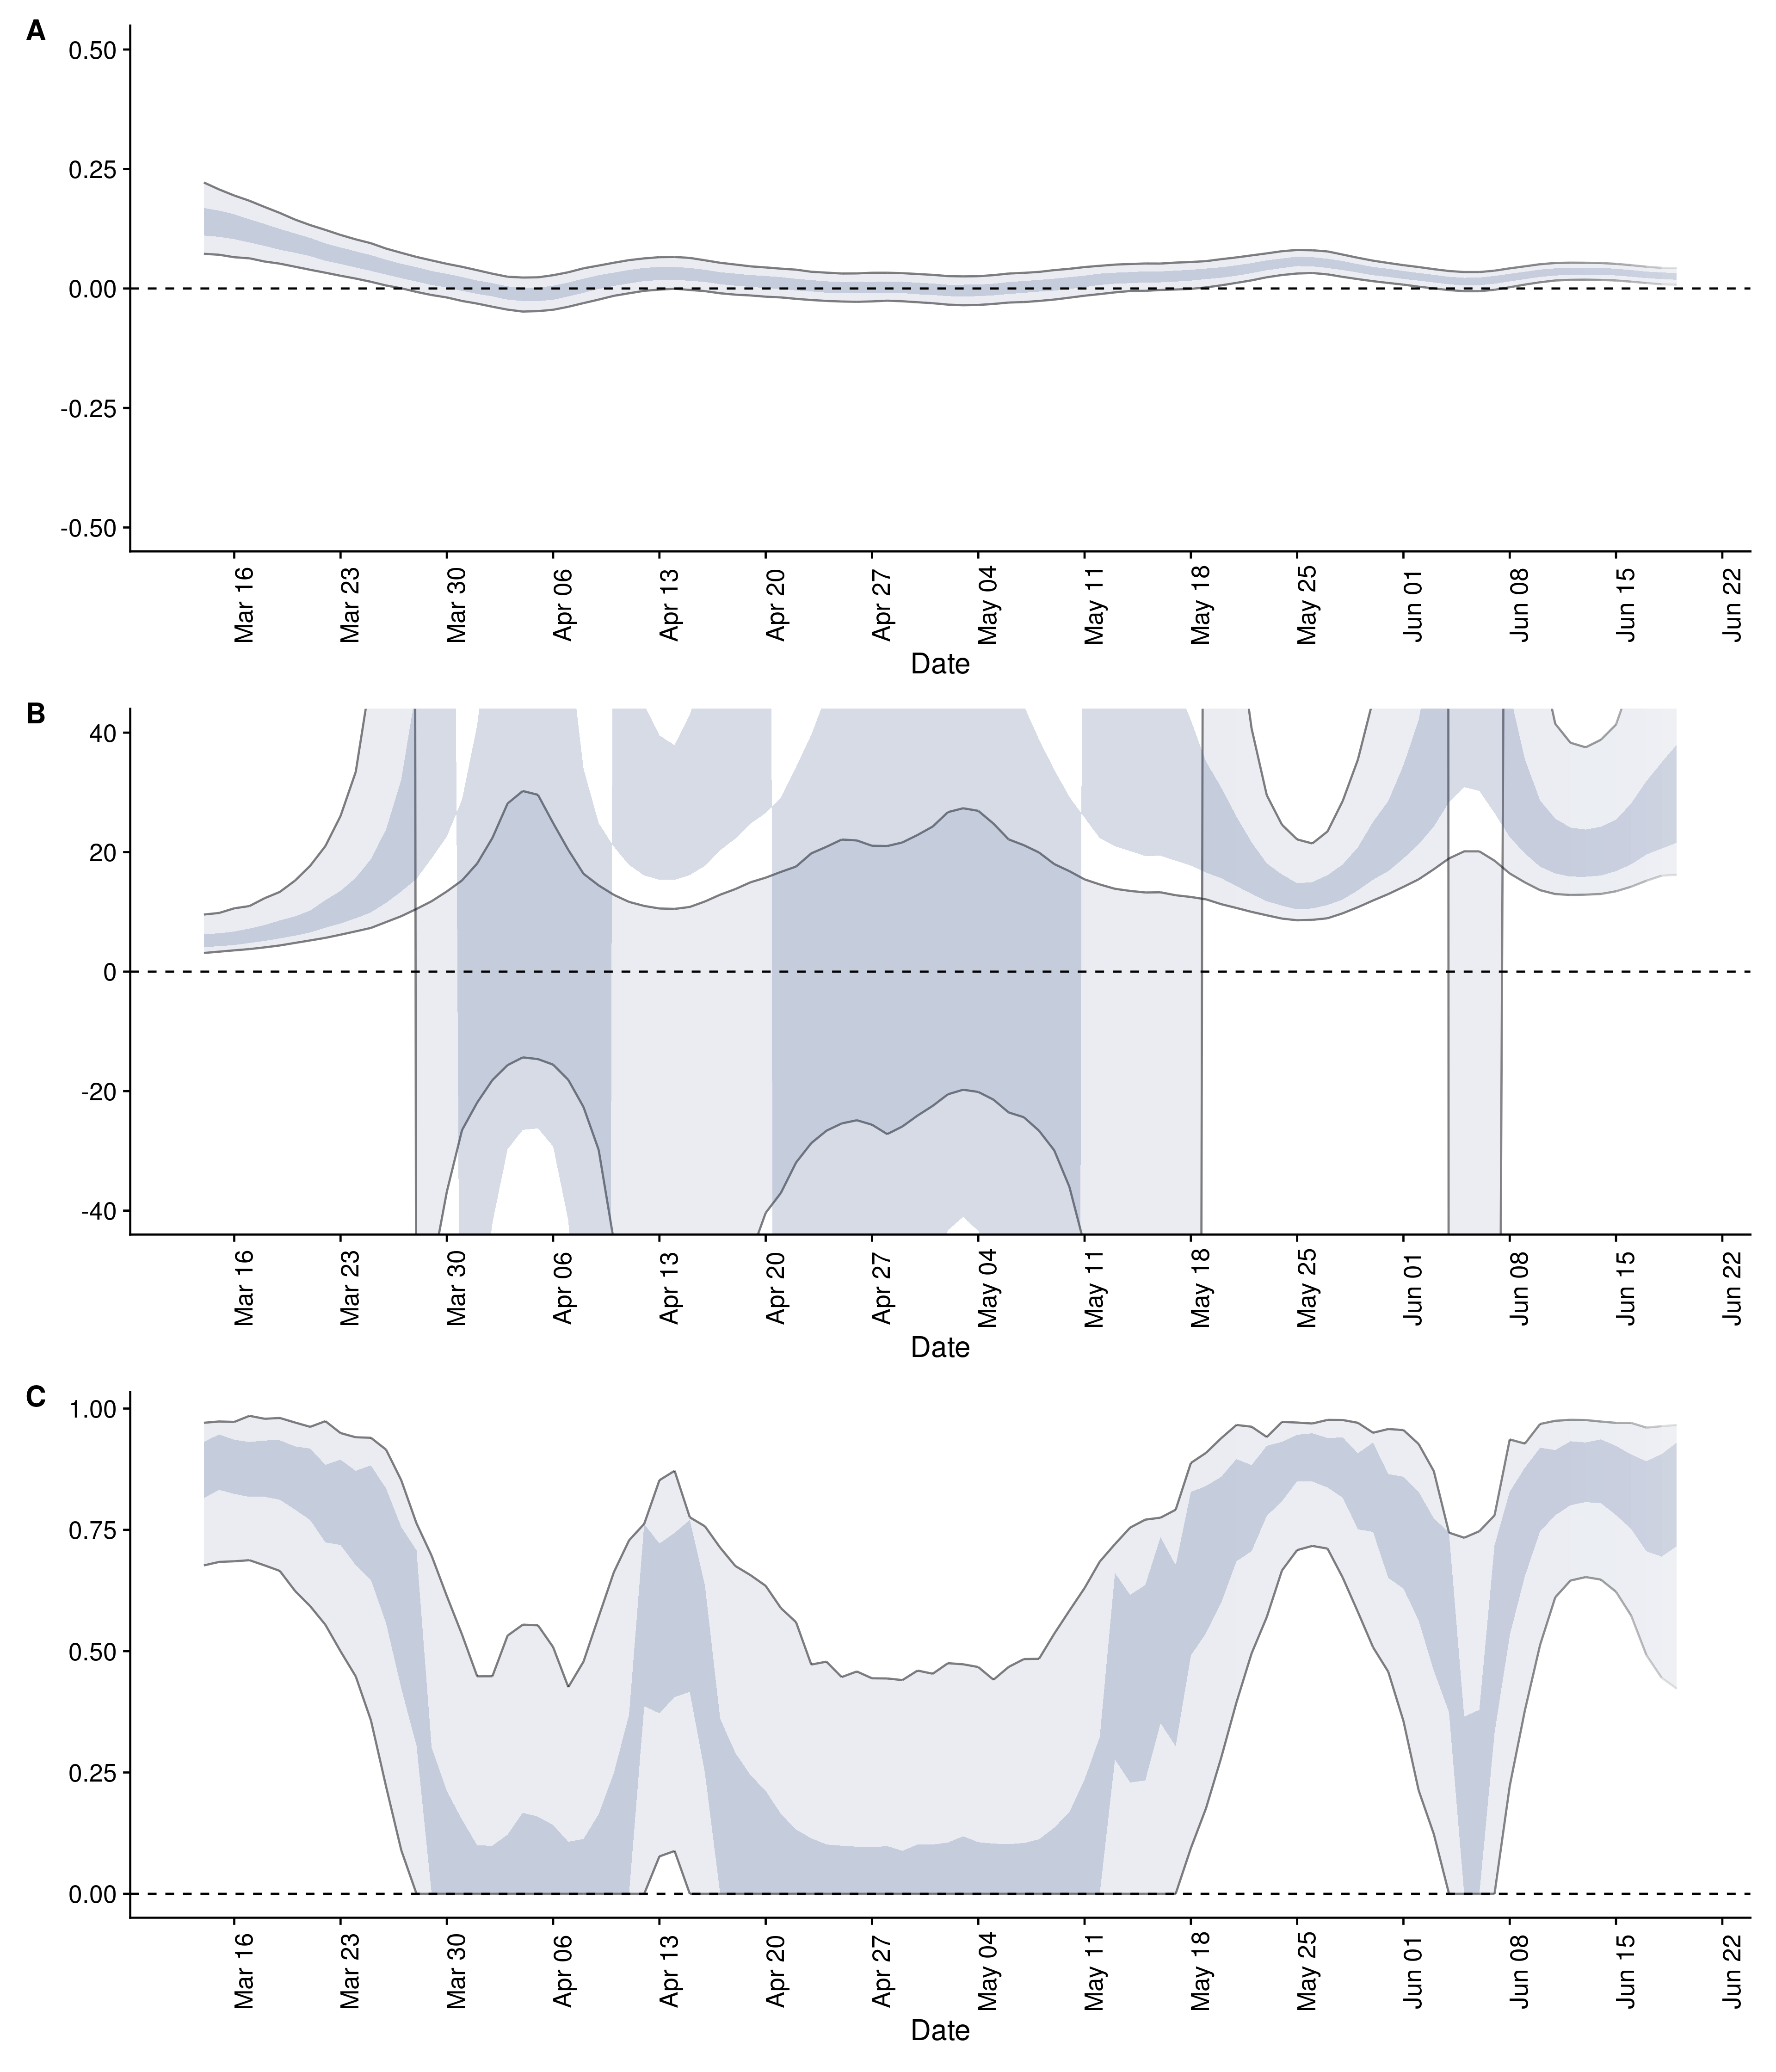 A
0.50
0.25
0.00
-0.25
-0.50
Mar 16
Mar 23
Mar 30
Apr 06
Apr 13
Apr 20
Apr 27
May 04
May 11
May 18
May 25
Jun 01
Jun 08
Jun 15
Jun 22
Date
B
40
20
0
-20
-40
Mar 16
Mar 23
Mar 30
Apr 06
Apr 13
Apr 20
Apr 27
May 04
May 11
May 18
May 25
Jun 01
Jun 08
Jun 15
Jun 22
Date
C
1.00
0.75
0.50
0.25
0.00
Mar 16
Mar 23
Mar 30
Apr 06
Apr 13
Apr 20
Apr 27
May 04
May 11
May 18
May 25
Jun 01
Jun 08
Jun 15
Jun 22
Date